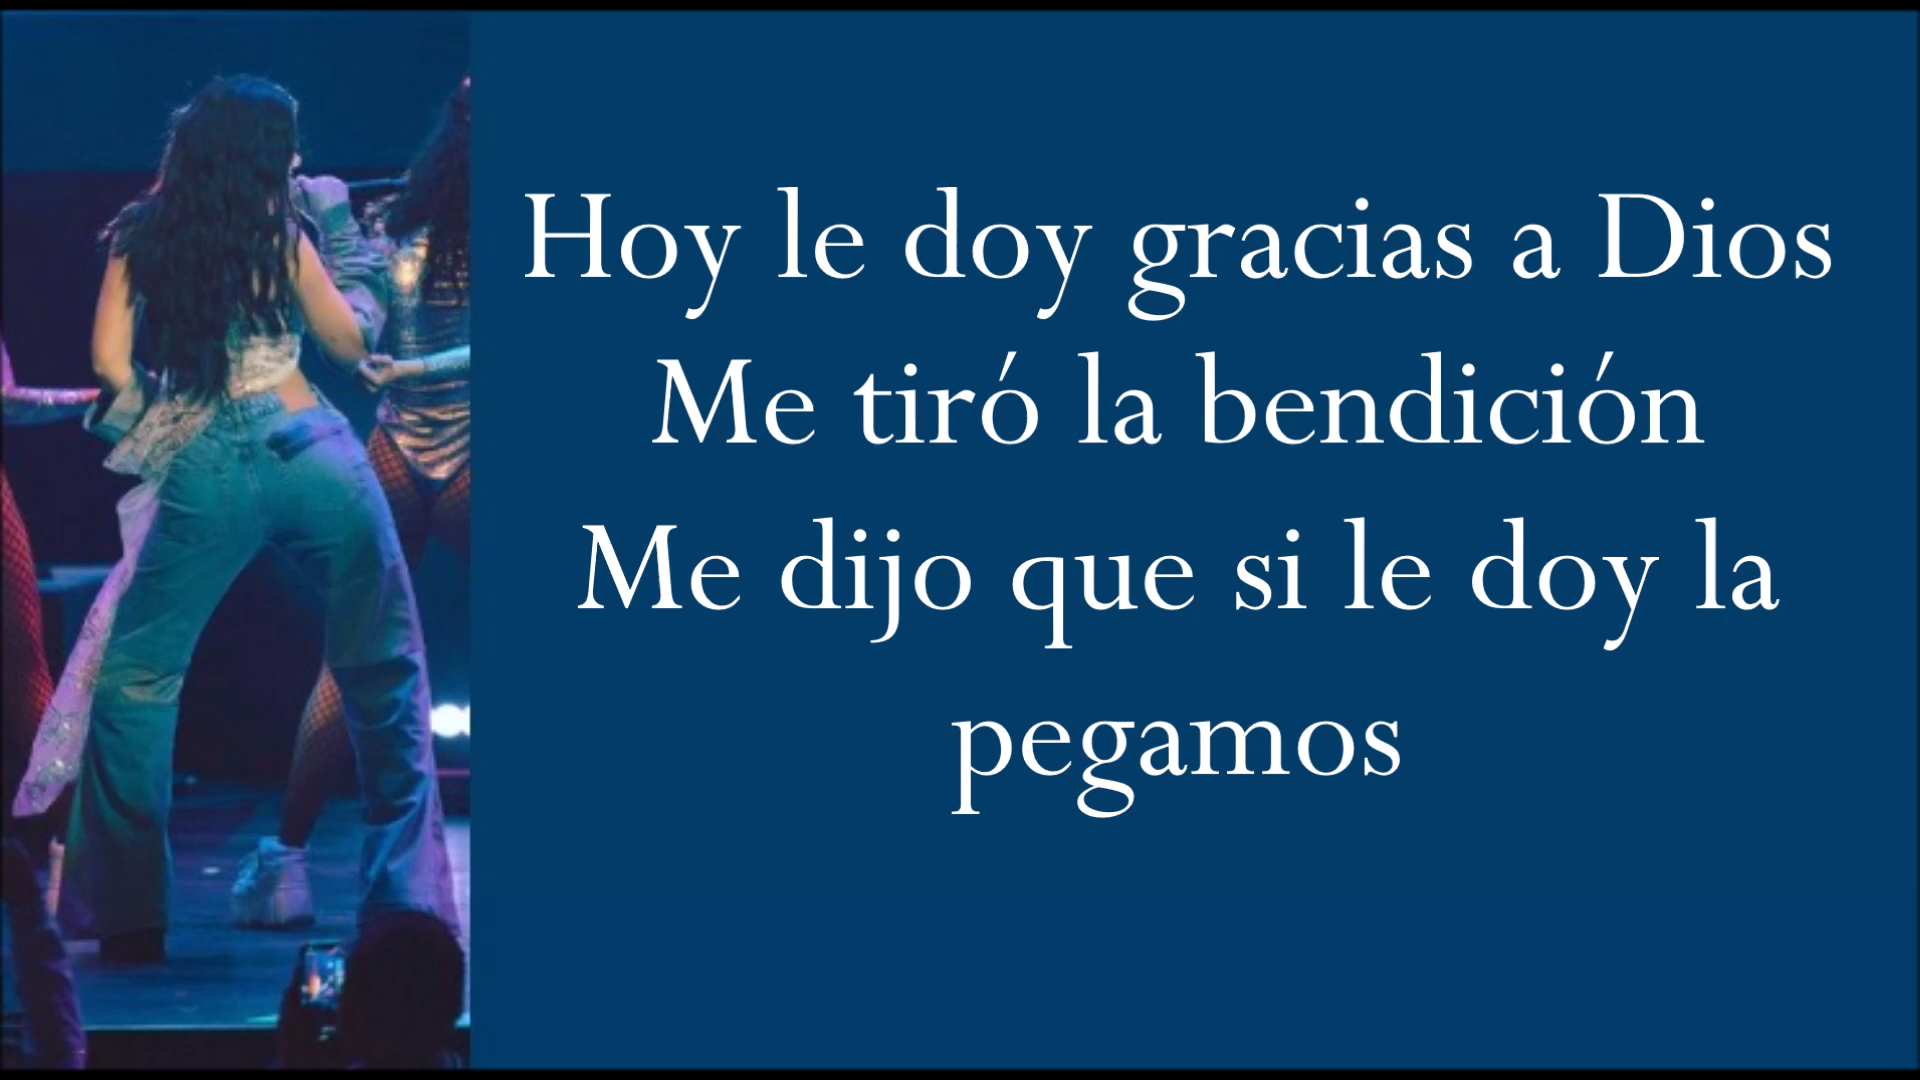 Hoy le doy gracias a Dios
Me tiró la bendición
Me dijo que si le doy la
pegamos